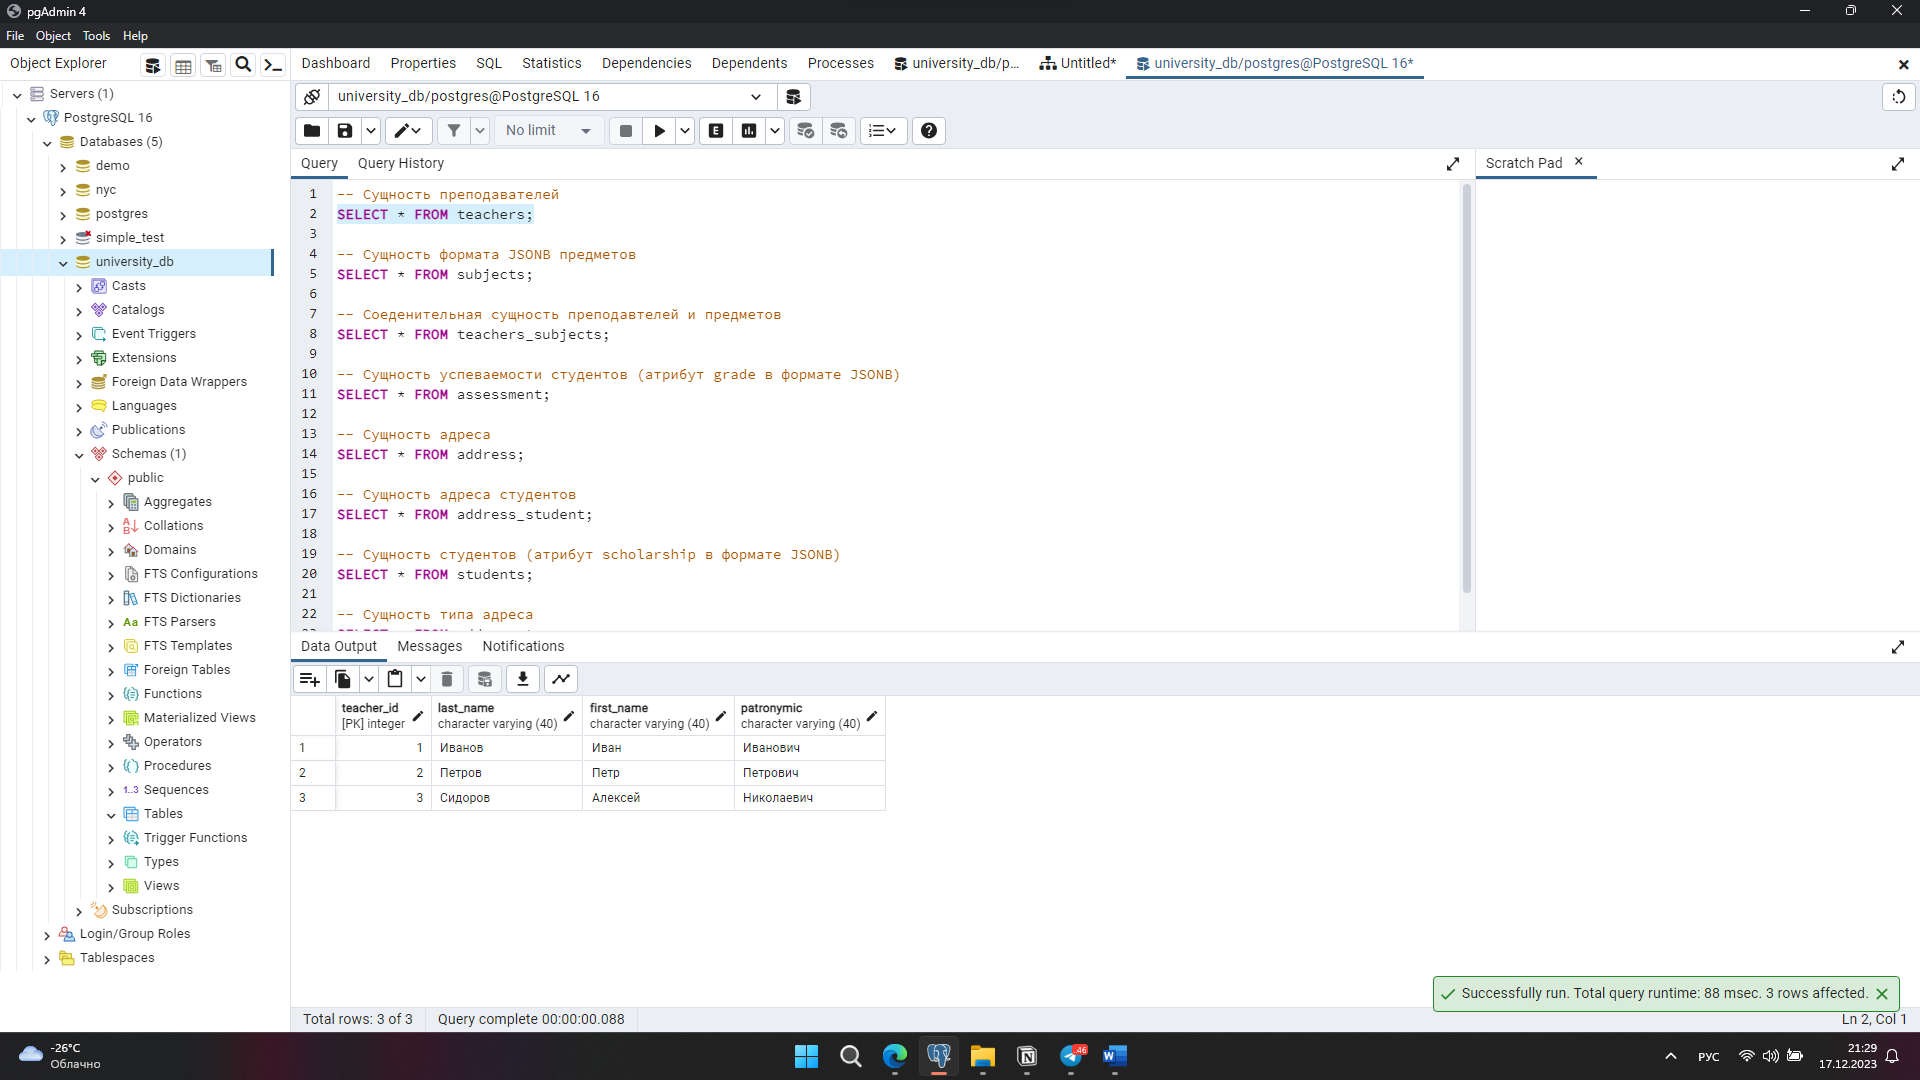 pgAdmin 4
File Object Tools Help
Object Explorer
Dashboard Properties SQL Statistics Dependencies Dependents Processes university_db/p... Untitled* university_db/postgres@PostgreSQL 16*
Servers (1)
PostgreSQL 16
Databases (5)
demo
nyc
postgres
simple_test
university_db
Casts
Catalogs
Event Triggers
Extensions
Foreign Data Wrappers
Languages
Publications
Schemas (1)
public
Aggregates
Collations
Domains
FTS Configurations
FTS Dictionaries
Aa FTS Parsers
FTS Templates
Foreign Tables
Functions
Materialized Views
Operators
Procedures
1..3 Sequences
Tables
Trigger Functions
Types
Views
Subscriptions
Login/Group Roles
Tablespaces
university_db/postgres@PostgreSQL 16
No limit
E
Query Query History
Scratch Pad
1 -- Сущность преподавателей
2 SELECT * FROM teachers;
3
4 -- Сущность формата JSONB предметов
5 SELECT * FROM subjects;
6
7 -- Соеденительная сущность преподавтелей и предметов
8 SELECT * FROM teachers_subjects;
9
10 -- Сущность успеваемости студентов (атрибут grade в формате JSONB)
11 SELECT * FROM assessment;
12
13 -- Сущность адреса
14 SELECT * FROM address;
15
16 -- Сущность адреса студентов
17 SELECT * FROM address_student;
18
19 -- Сущность студентов (атрибут scholarship в формате JSONB)
20 SELECT * FROM students;
21
22 -- Сущность типа адреса
Data Output Messages Notifications
teacher_id last_name first_name patronymic
[PK] integer character varying (40) character varying (40) character varying (40)
1 1 Иванов Иван Иванович
2 2 Петров Петр Петрович
3 3 Сидоров Алексей Николаевич
Successfully run. Total query runtime: 88 msec. 3 rows affected.
Total rows: 3 of 3 Query complete 00:00:00.088
Ln 2, Col 1
-26°C
Облачно
46
РУС
21:29
17.12.2023